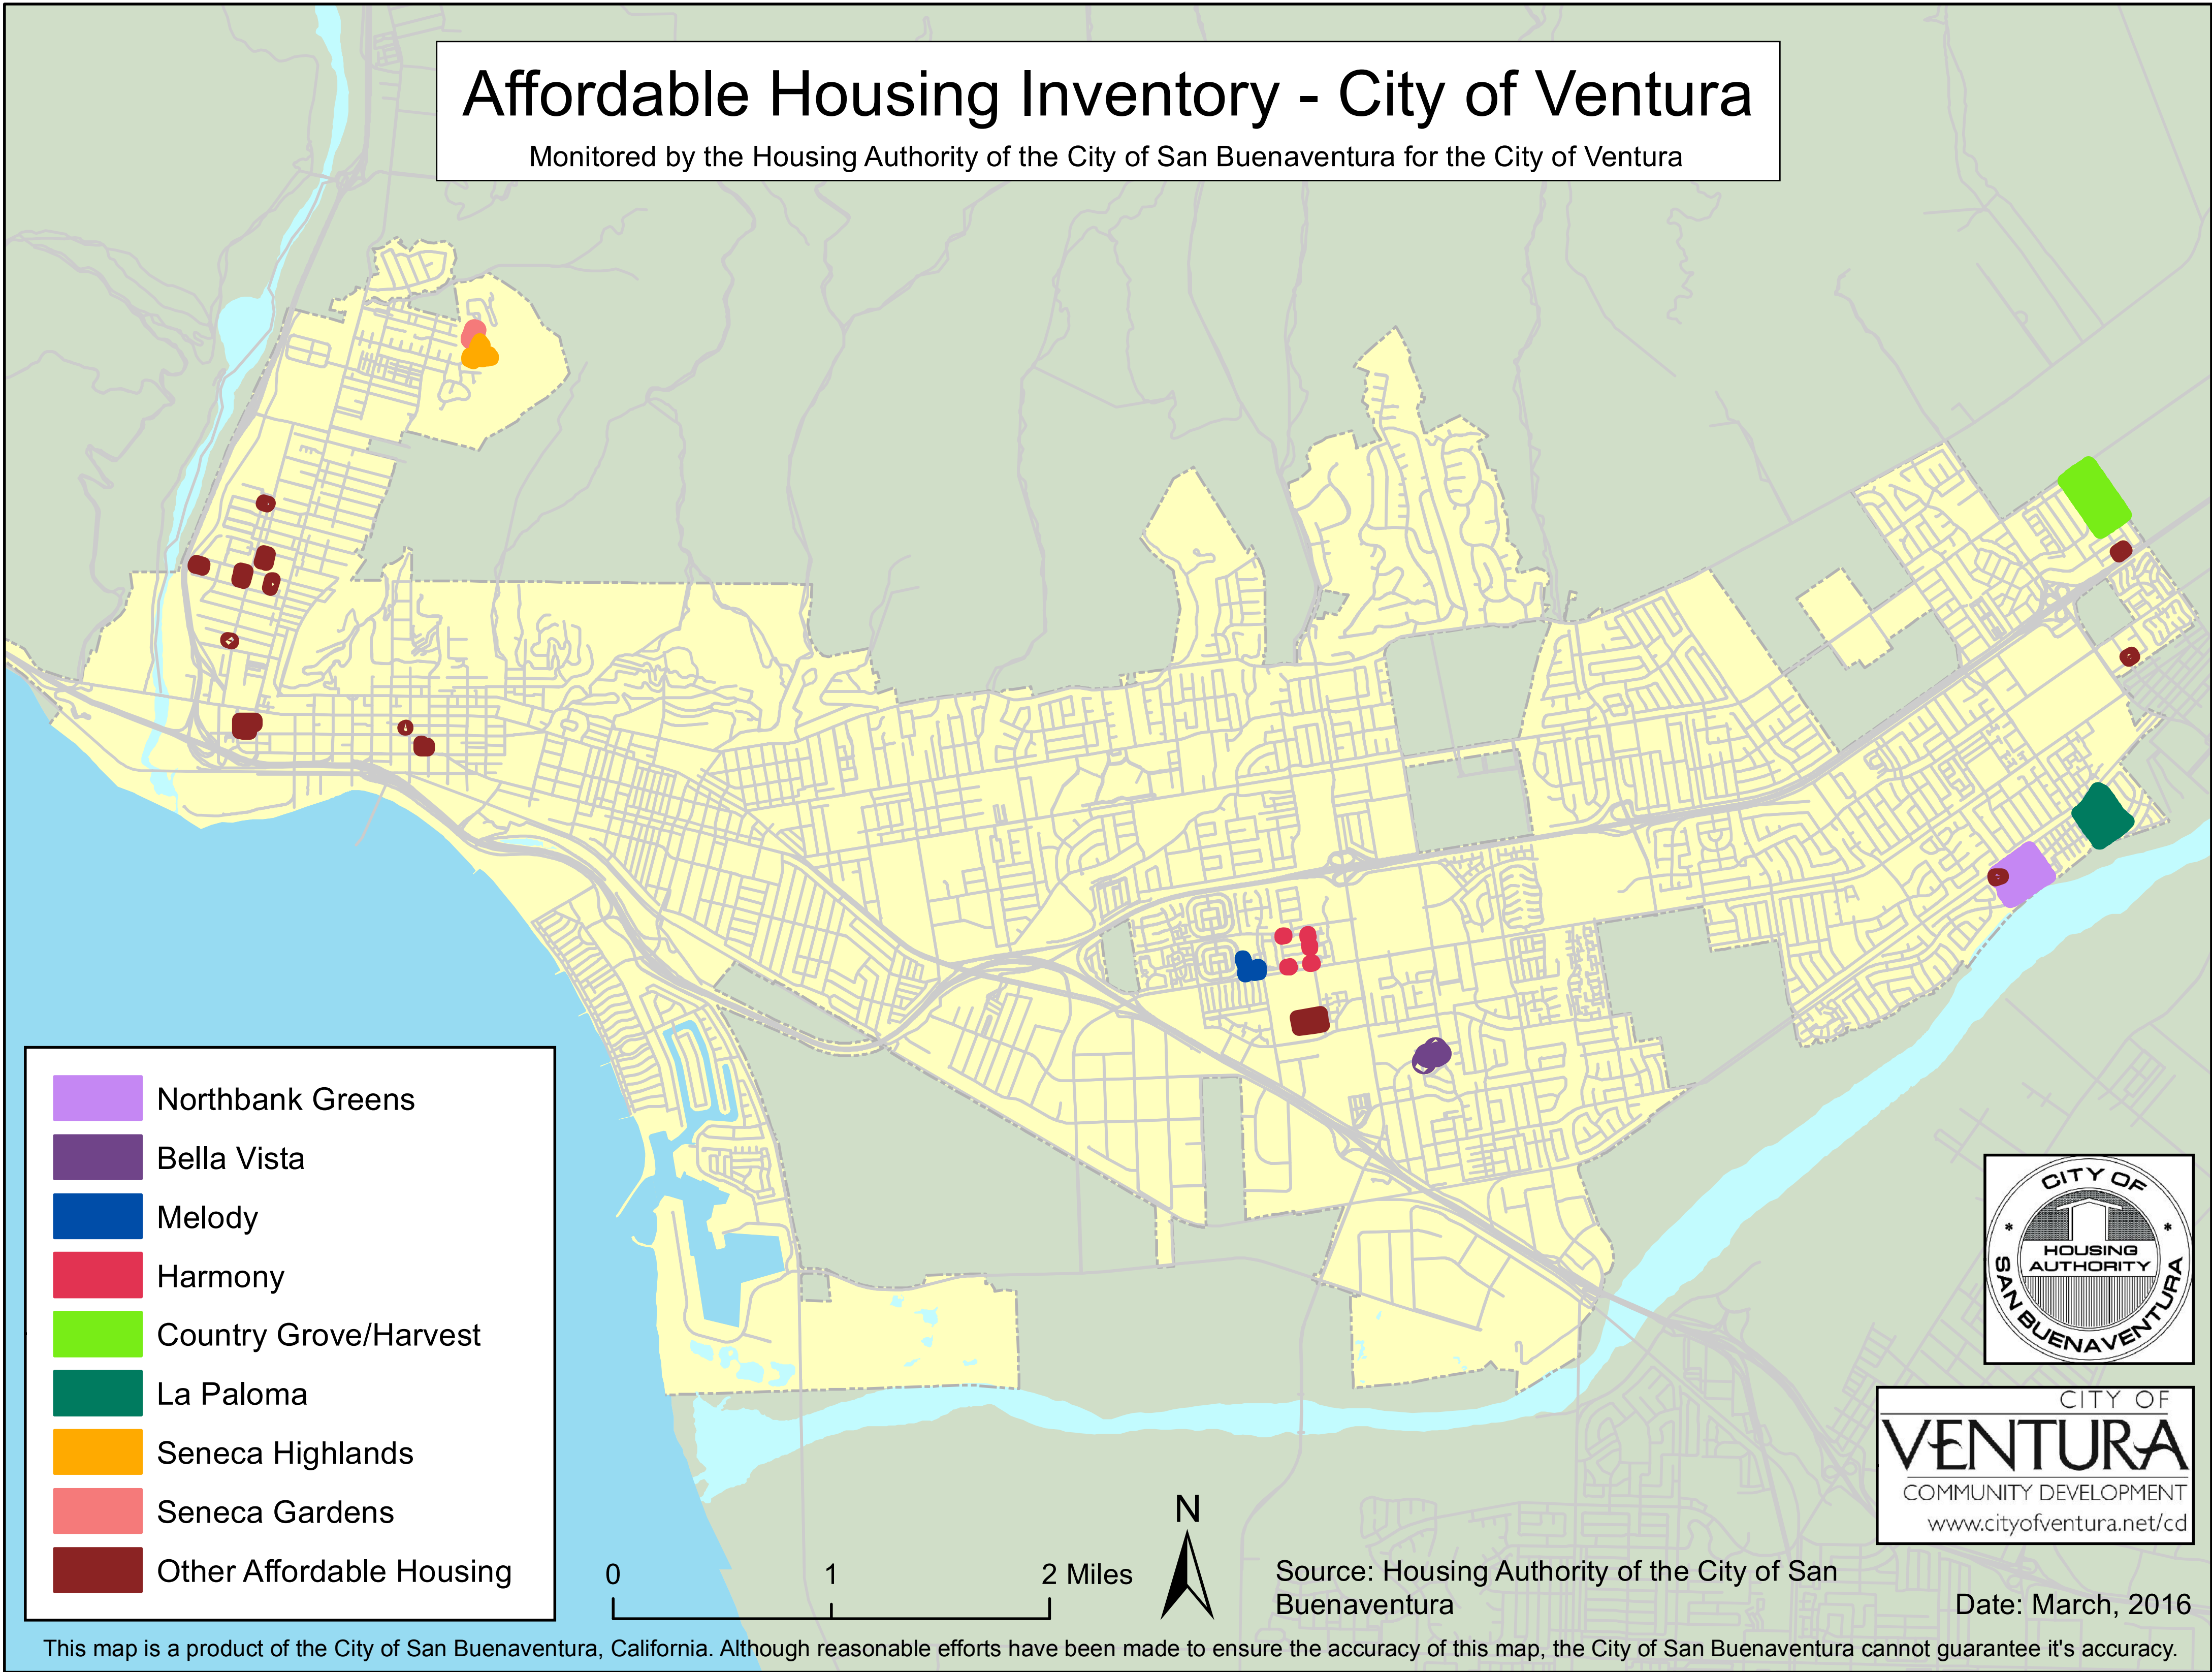 Affordable Housing Inventory - City of Ventura
Monitored by the Housing Authority of the City of San Buenaventura for the City of Ventura
Northbank Greens
Bella Vista
Melody
Harmony
Country Grove/Harvest
La Paloma
Seneca Highlands
Seneca Gardens
Other Affordable Housing
0 1 2 Miles
N
Source: Housing Authority of the City of San
Buenaventura
CITY OF
HOUSING
AUTHORITY
* SAN BUENAVENTURA *
CITY OF
VENTURA
COMMUNITY DEVELOPMENT
www.cityofventura.net/cd
Date: March, 2016
This map is a product of the City of San Buenaventura, California. Although reasonable efforts have been made to ensure the accuracy of this map, the City of San Buenaventura cannot guarantee it's accuracy.